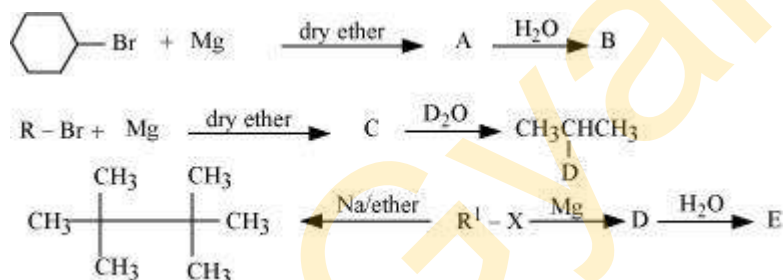 Br + Mg dry ether A H₂O B
R – Br + Mg dry ether C D₂O CH₃CHCH₃
D
CH₃ CH₃
CH₃ CH₃ Na/ether R¹ – X Mg D H₂O E
CH₃ CH₃
Gyan